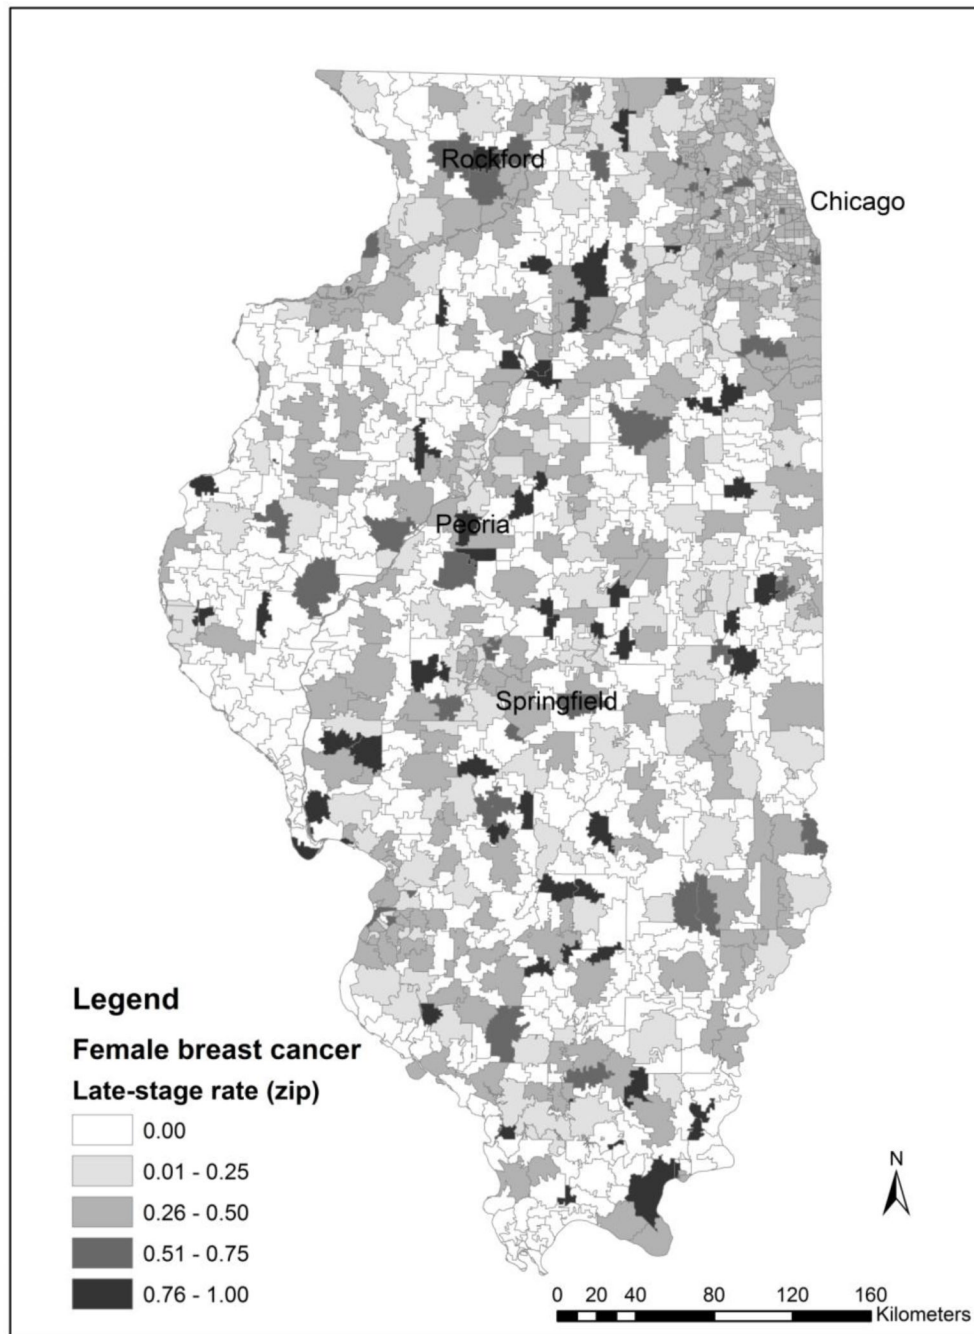 Rockford
Chicago
Peoria
Springfield
Legend
Female breast cancer
Late-stage rate (zip)
0.00
0.01 - 0.25
0.26 - 0.50
0.51 - 0.75
0.76 - 1.00
N
0 20 40 80 120 160
Kilometers